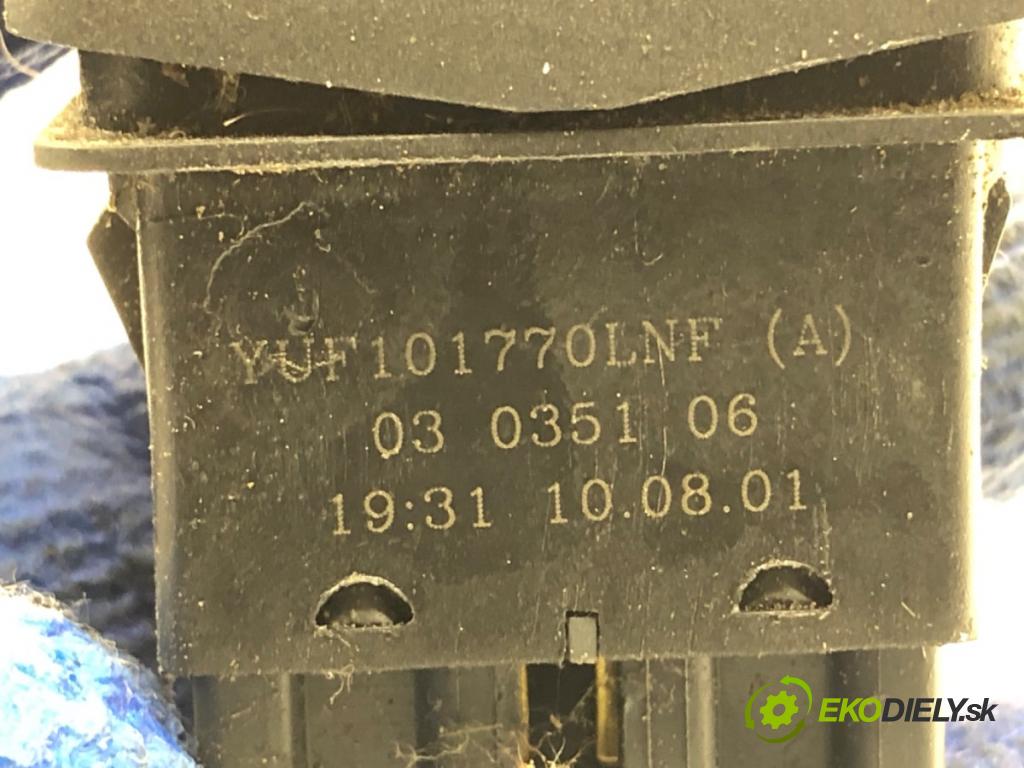 YUF101770LNF (A)
03 0351 06
19:31 10.08.01
EKODIELY.sk